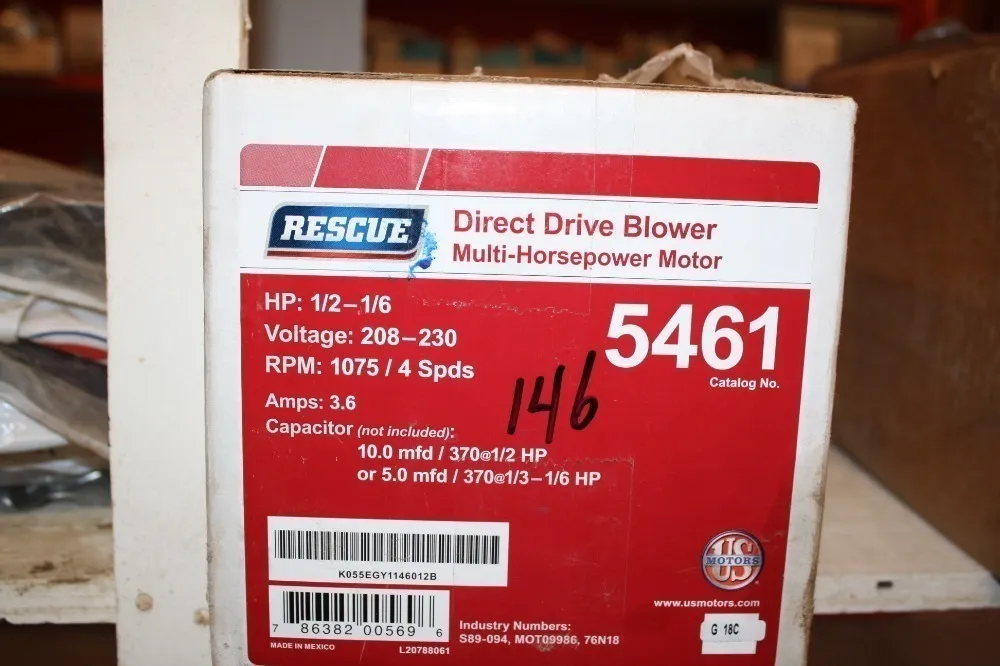 RESCUE
Direct Drive Blower
Multi-Horsepower Motor
HP: 1/2–1/6
Voltage: 208–230
RPM: 1075 / 4 Spds
5461
Catalog No.
146
Amps: 3.6
Capacitor (not included):
10.0 mfd / 370@1/2 HP
or 5.0 mfd / 370@1/3–1/6 HP
K055EGY1146012B
7 86382 00569 6
MADE IN MEXICO
L20788061
Industry Numbers:
S89-094, MOT09986, 76N18
US
MOTORS
www.usmotors.com
G 18C